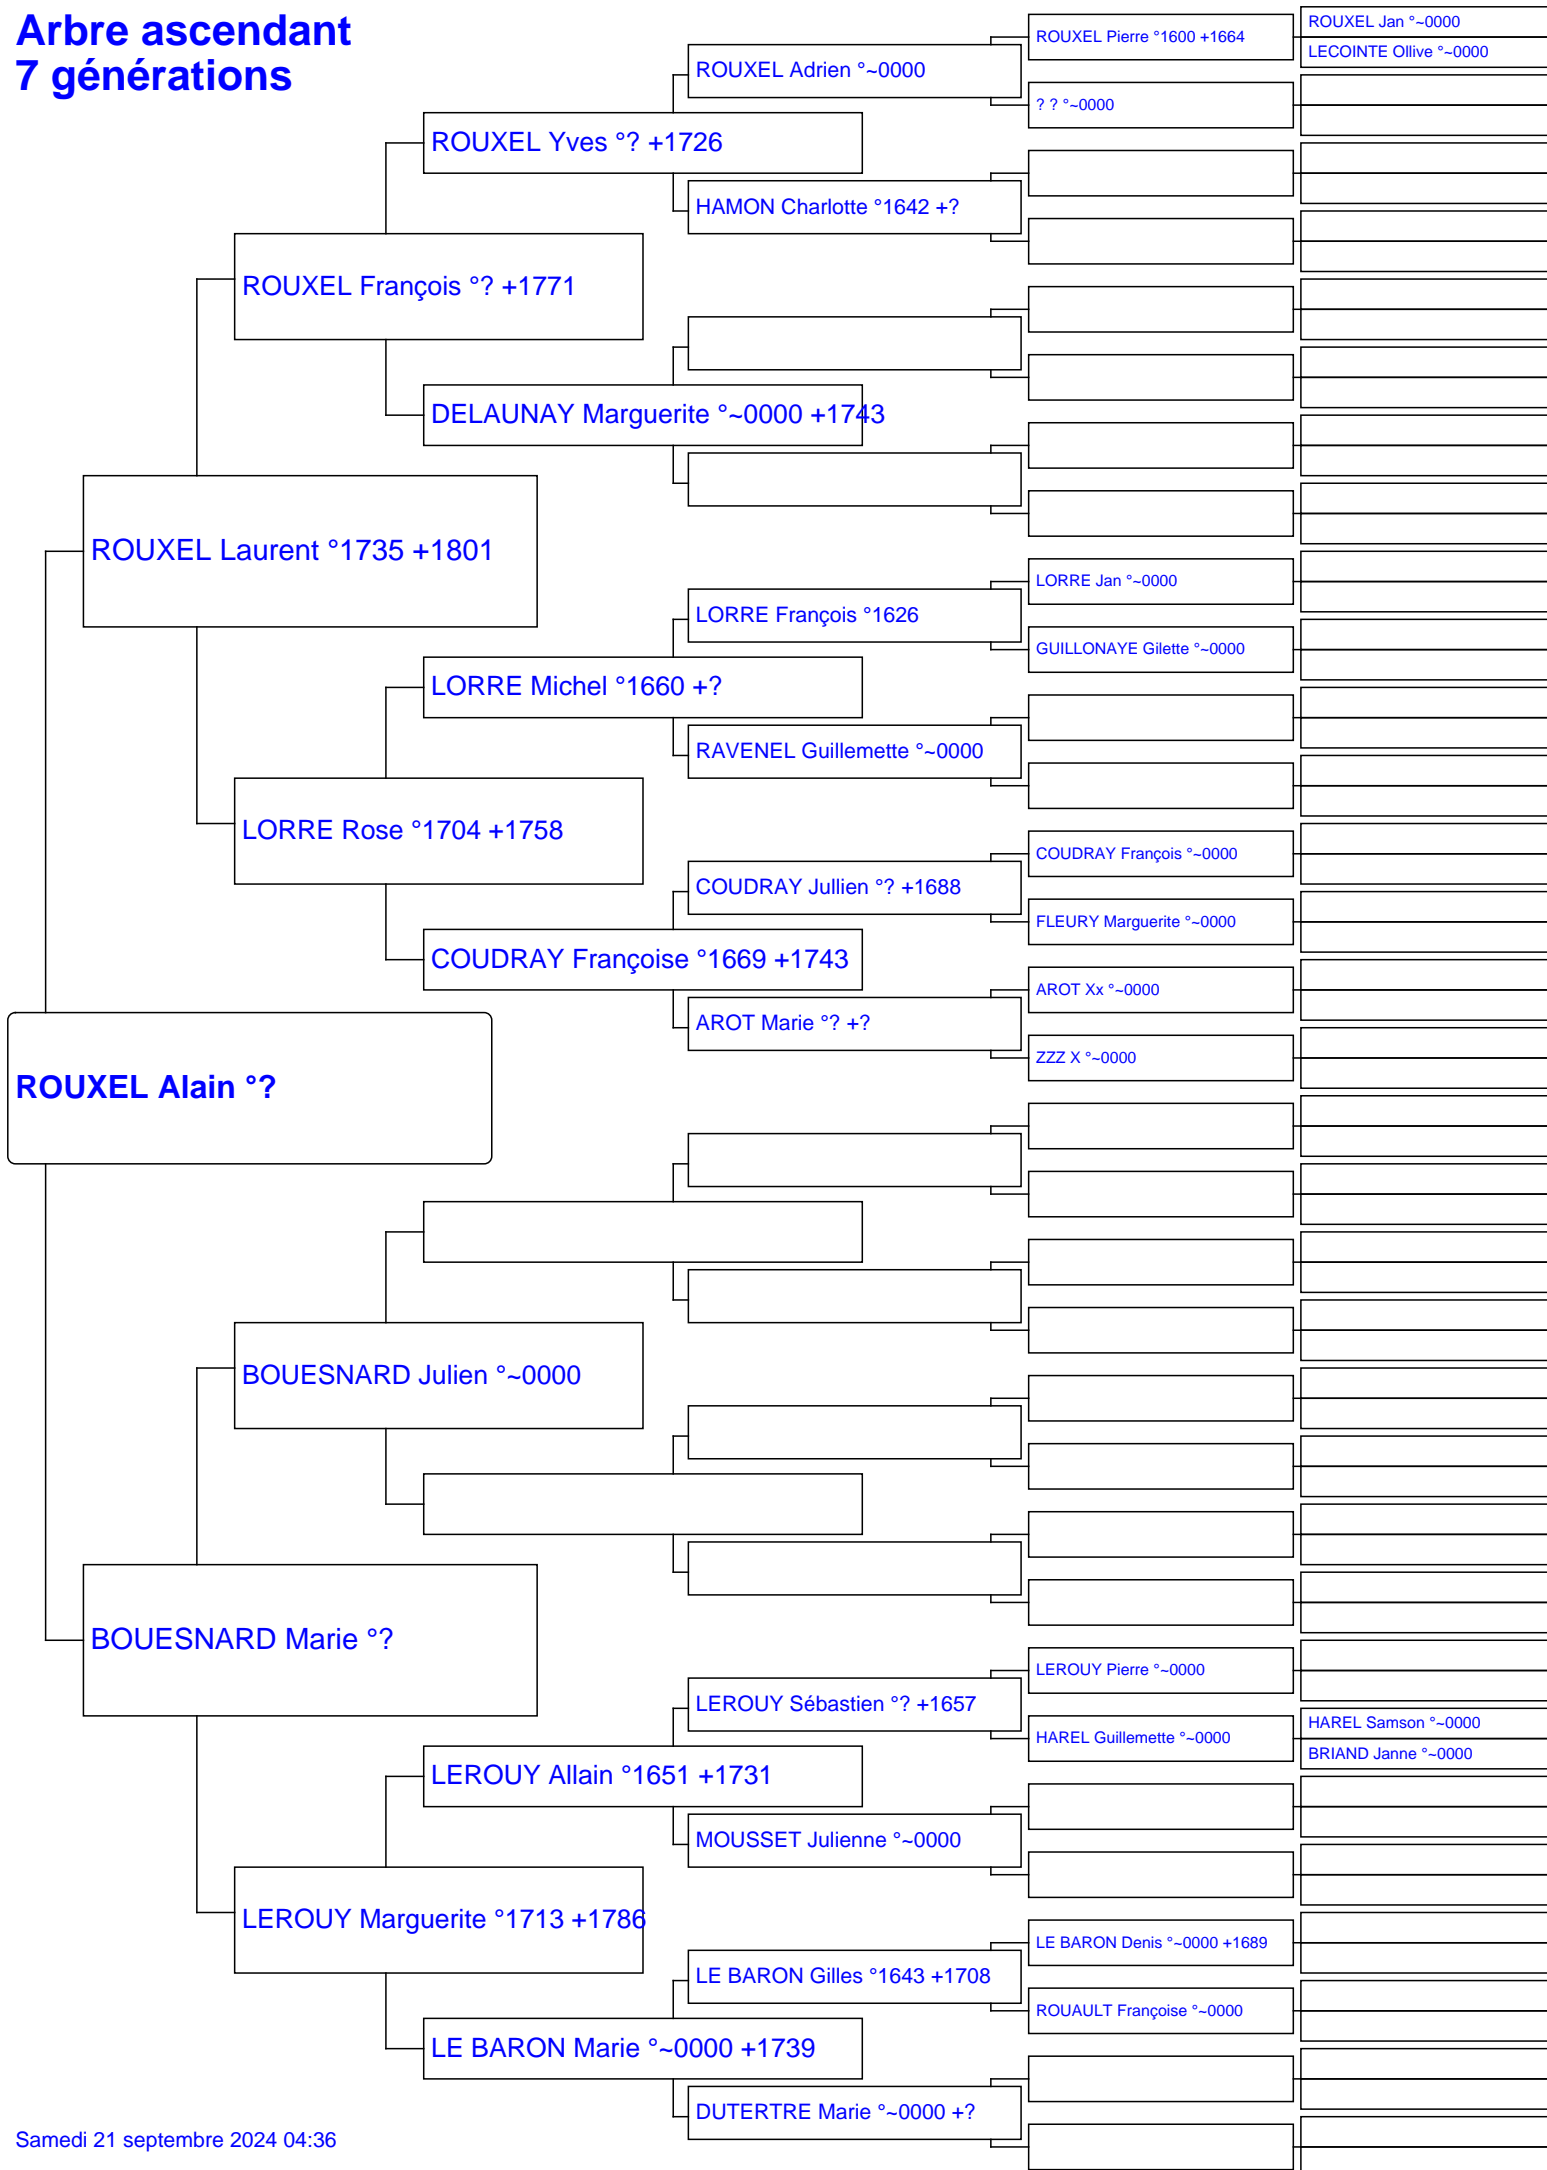 Arbre ascendant
7 générations
ROUXEL Jan °~0000
ROUXEL Pierre °1600 +1664
LECOINTE Ollive °~0000
ROUXEL Adrien °~0000
? ? °~0000
ROUXEL Yves °? +1726
HAMON Charlotte °1642 +?
ROUXEL François °? +1771
DELAUNAY Marguerite °~0000 +1743
ROUXEL Laurent °1735 +1801
LORRE Jan °~0000
LORRE François °1626
GUILLONAYE Gilette °~0000
LORRE Michel °1660 +?
RAVENEL Guillemette °~0000
LORRE Rose °1704 +1758
COUDRAY François °~0000
COUDRAY Jullien °? +1688
FLEURY Marguerite °~0000
COUDRAY Françoise °1669 +1743
AROT Xx °~0000
AROT Marie °? +?
ZZZ X °~0000
ROUXEL Alain °?
BOUESNARD Julien °~0000
BOUESNARD Marie °?
LEROUY Pierre °~0000
LEROUY Sébastien °? +1657
HAREL Samson °~0000
HAREL Guillemette °~0000
BRIAND Janne °~0000
LEROUY Allain °1651 +1731
MOUSSET Julienne °~0000
LEROUY Marguerite °1713 +1786
LE BARON Denis °~0000 +1689
LE BARON Gilles °1643 +1708
ROUAULT Françoise °~0000
LE BARON Marie °~0000 +1739
DUTERTRE Marie °~0000 +?
Samedi 21 septembre 2024 04:36